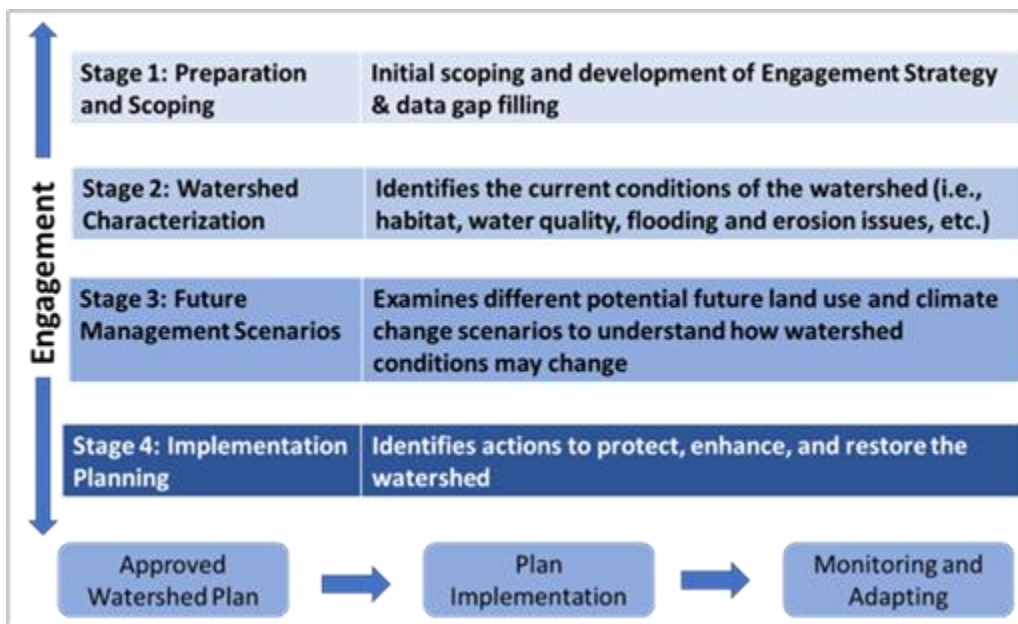 Engagement
Stage 1: Preparation
and Scoping
Initial scoping and development of Engagement Strategy
& data gap filling
Stage 2: Watershed
Characterization
Identifies the current conditions of the watershed (i.e.,
habitat, water quality, flooding and erosion issues, etc.)
Stage 3: Future
Management Scenarios
Examines different potential future land use and climate
change scenarios to understand how watershed
conditions may change
Stage 4: Implementation
Planning
Identifies actions to protect, enhance, and restore the
watershed
Approved
Watershed Plan
Plan
Implementation
Monitoring and
Adapting